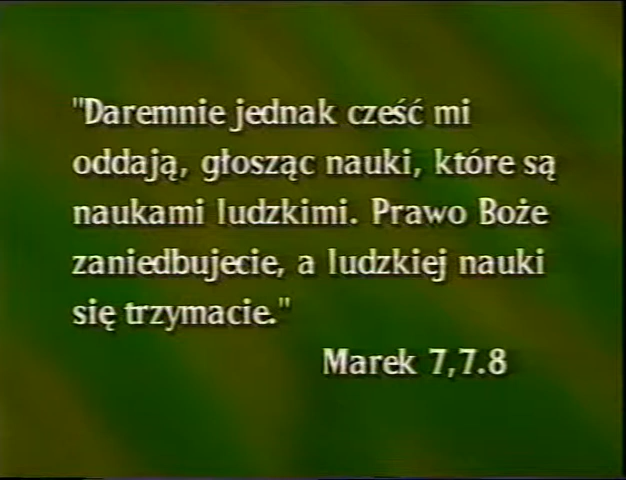 "Daremnie jednak cześć mi
oddają, głosząc nauki, które są
naukami ludzkimi. Prawo Boże
zaniedbujecie, a ludzkiej nauki
się trzymacie."
Marek 7,7.8